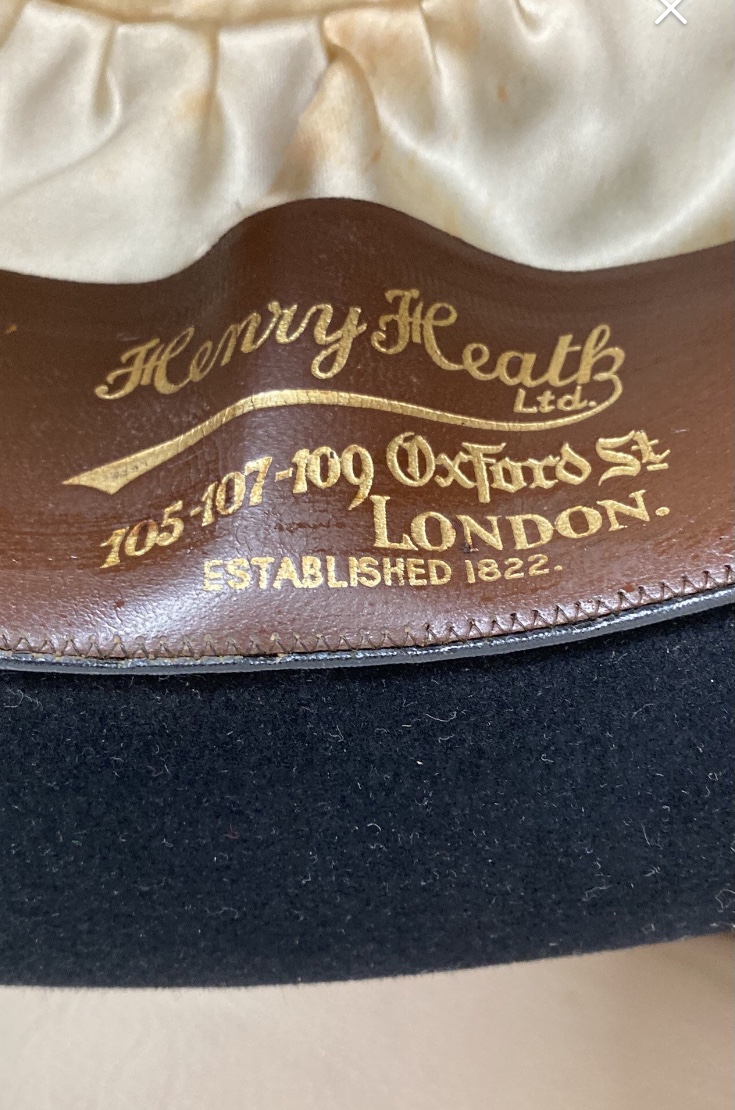 Henry Heath
Ltd.
105-107-109 Oxford St
LONDON.
ESTABLISHED 1822.